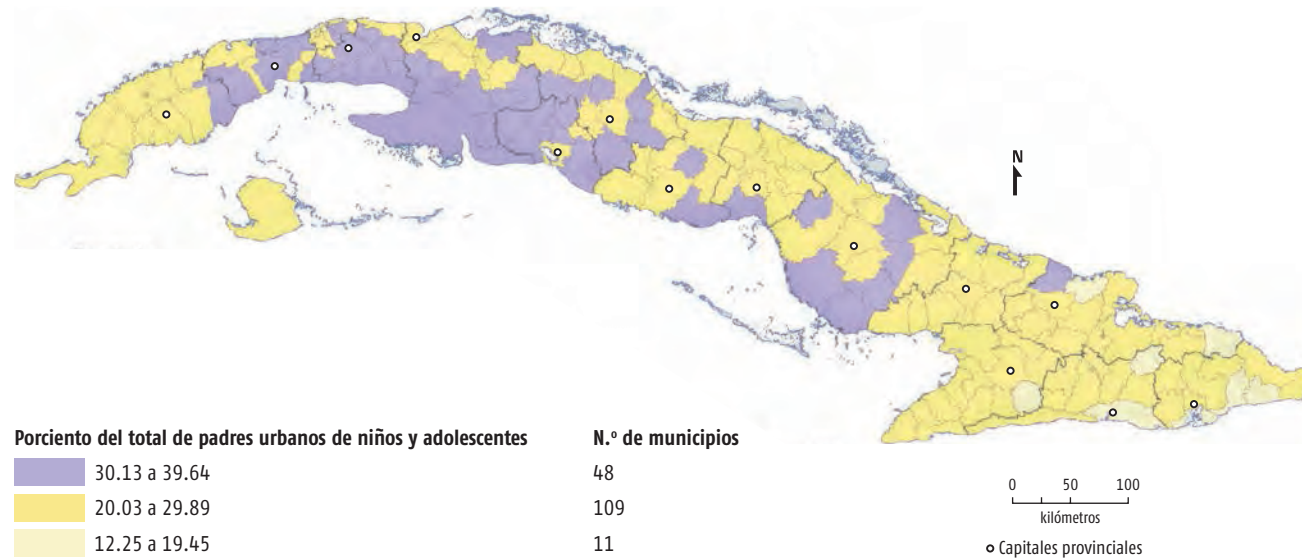 N
Porciento del total de padres urbanos de niños y adolescentes N.º de municipios
30.13 a 39.64 48
20.03 a 29.89 109
12.25 a 19.45 11
0 50 100
kilómetros
Capitales provinciales